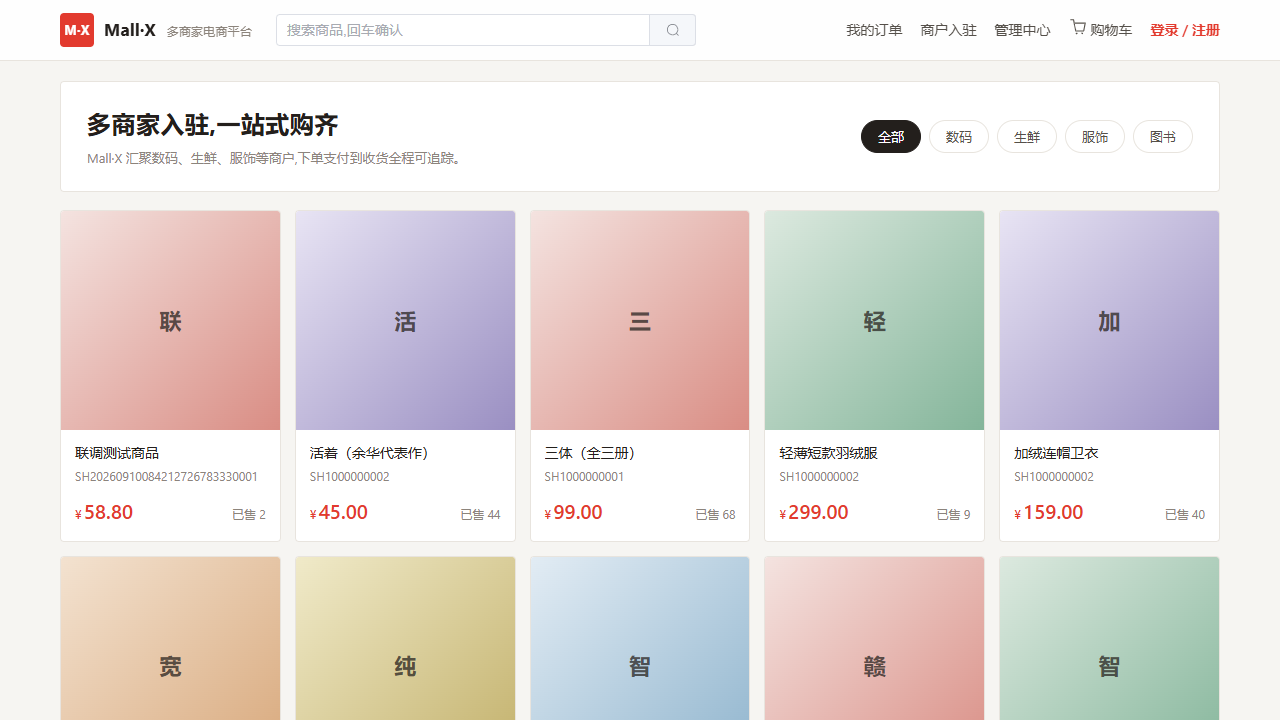 M·X Mall·X 多商家电商平台 搜索商品,回车确认 我的订单 商户入驻 管理中心 购物车 登录 / 注册
多商家入驻,一站式购齐
Mall·X 汇聚数码、生鲜、服饰等商户,下单支付到收货全程可追踪。
全部 数码 生鲜 服饰 图书
联 活 三 轻 加
联调测试商品
SH20260910084212726783330001
¥58.80 已售 2
活着（余华代表作）
SH1000000002
¥45.00 已售 44
三体（全三册）
SH1000000001
¥99.00 已售 68
轻薄短款羽绒服
SH1000000002
¥299.00 已售 9
加绒连帽卫衣
SH1000000002
¥159.00 已售 40
宽 纯 智 赣 智